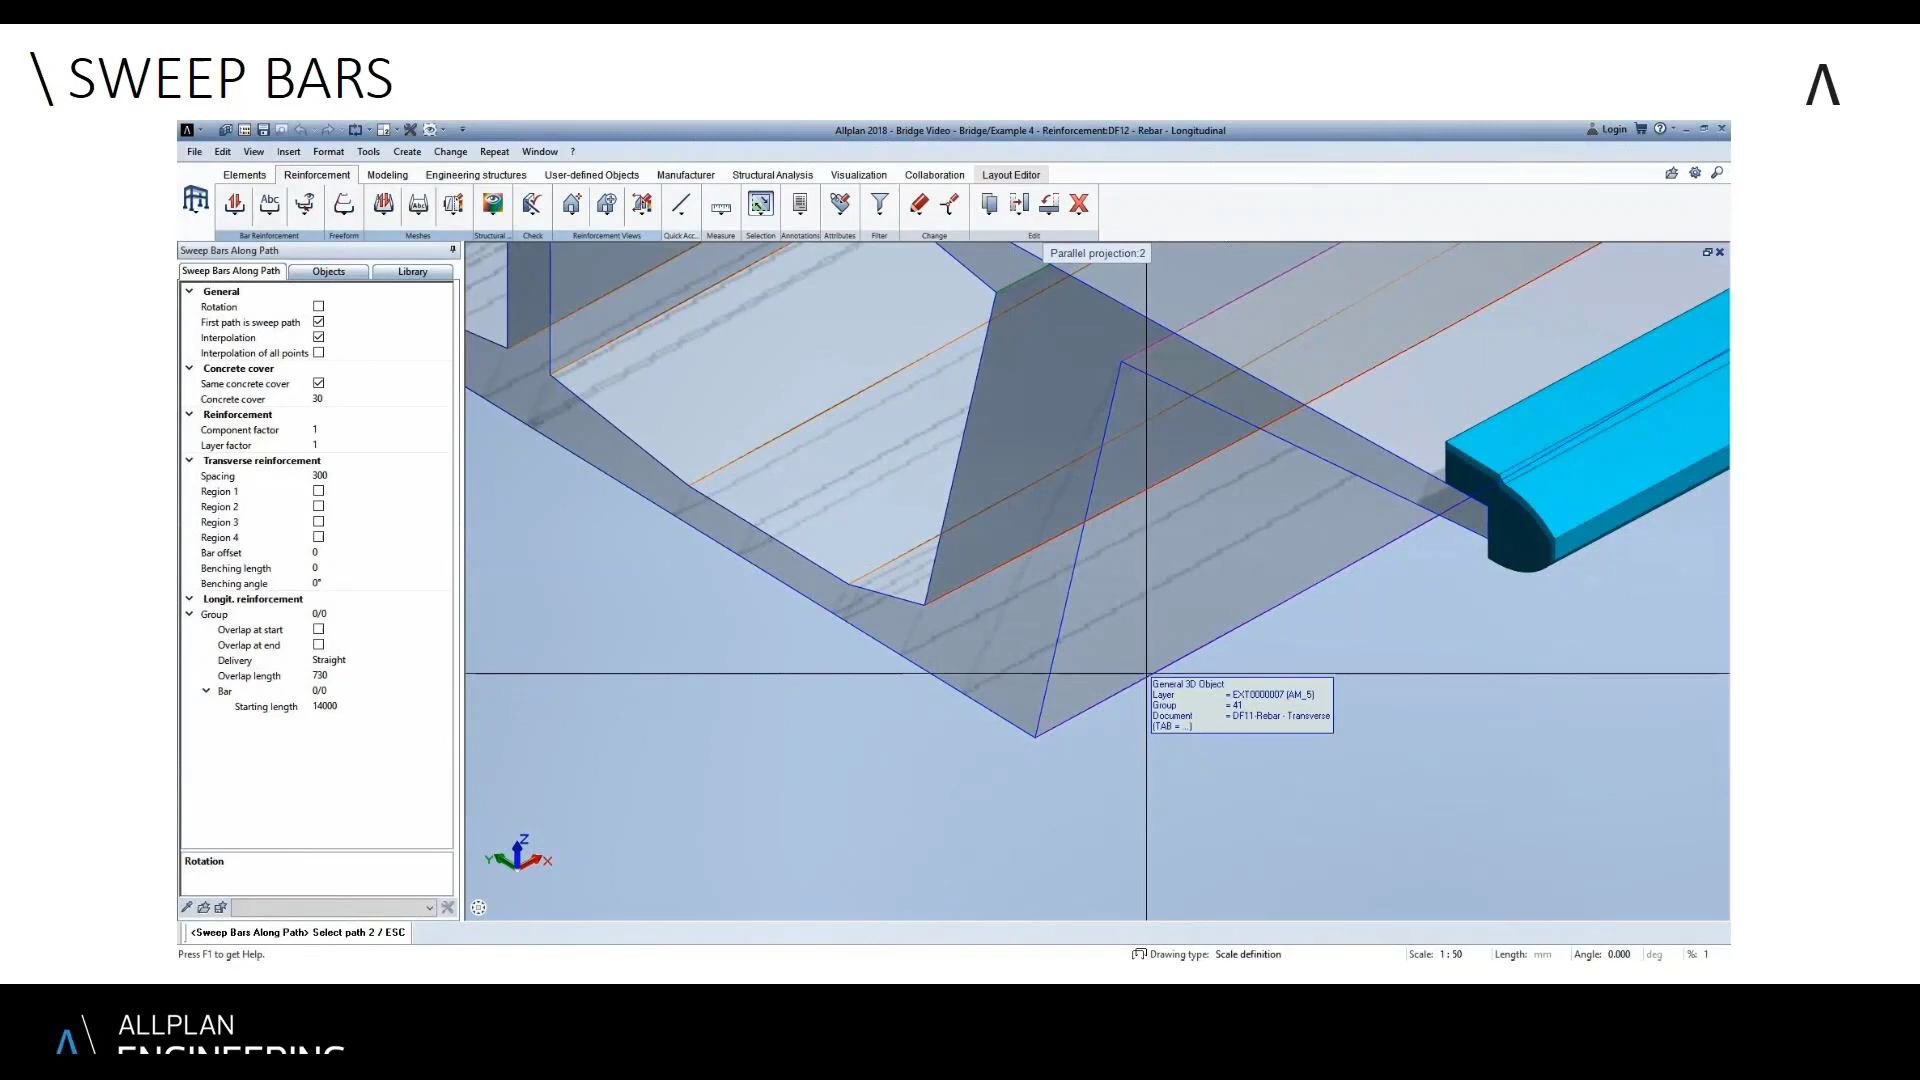 \ SWEEP BARS
Allplan 2018 - Bridge Video - Bridge/Example 4 - Reinforcement:DF12 - Rebar - Longitudinal
Login
File Edit View Insert Format Tools Create Change Repeat Window ?
Elements Reinforcement Modeling Engineering structures User-defined Objects Manufacturer Structural Analysis Visualization Collaboration Layout Editor
Abc
Bar Reinforcement Freeform Meshes Structural ... Check Reinforcement Views Quick Acc... Measure Selection Annotations Attributes Filter Change Edit
Sweep Bars Along Path
Parallel projection:2
Sweep Bars Along Path Objects Library
General
Rotation
First path is sweep path
Interpolation
Interpolation of all points
Concrete cover
Same concrete cover
Concrete cover 30
Reinforcement
Component factor 1
Layer factor 1
Transverse reinforcement
Spacing 300
Region 1
Region 2
Region 3
Region 4
Bar offset 0
Benching length 0
Benching angle 0°
Longit. reinforcement
Group 0/0
Overlap at start
Overlap at end
Delivery Straight
Overlap length 730
Bar 0/0
Starting length 14000
General 3D Object
Layer = EXT0000007 (AM_5)
Group = 41
Document = DF11-Rebar - Transverse
(TAB = ...)
Z
Y X
Rotation
<Sweep Bars Along Path> Select path 2 / ESC
Press F1 to get Help.
Drawing type: Scale definition Scale: 1 : 50 Length: mm Angle: 0.000 deg %: 1
ALLPLAN
ENGINEERING